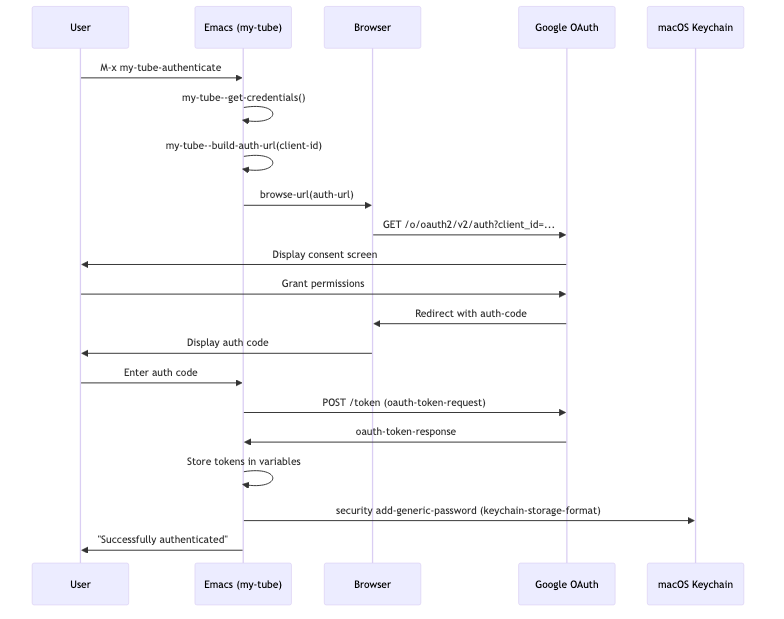 User
Emacs (my-tube)
Browser
Google OAuth
macOS Keychain
M-x my-tube-authenticate
my-tube--get-credentials()
my-tube--build-auth-url(client-id)
browse-url(auth-url)
GET /o/oauth2/v2/auth?client_id=...
Display consent screen
Grant permissions
Redirect with auth-code
Display auth code
Enter auth code
POST /token (oauth-token-request)
oauth-token-response
Store tokens in variables
security add-generic-password (keychain-storage-format)
"Successfully authenticated"
User
Emacs (my-tube)
Browser
Google OAuth
macOS Keychain